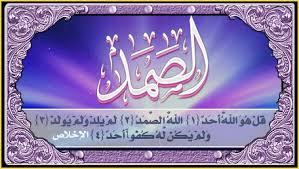 الصمد
قُلْ هُوَ اللَّهُ أَحَدٌ {١} اللَّهُ الصَّمَدُ {٢} لَمْ يَلِدْ وَلَمْ يُولَدْ {٣}
وَلَمْ يَكُن لَّهُ كُفُوًا أَحَدٌ {٤} الإخلاص